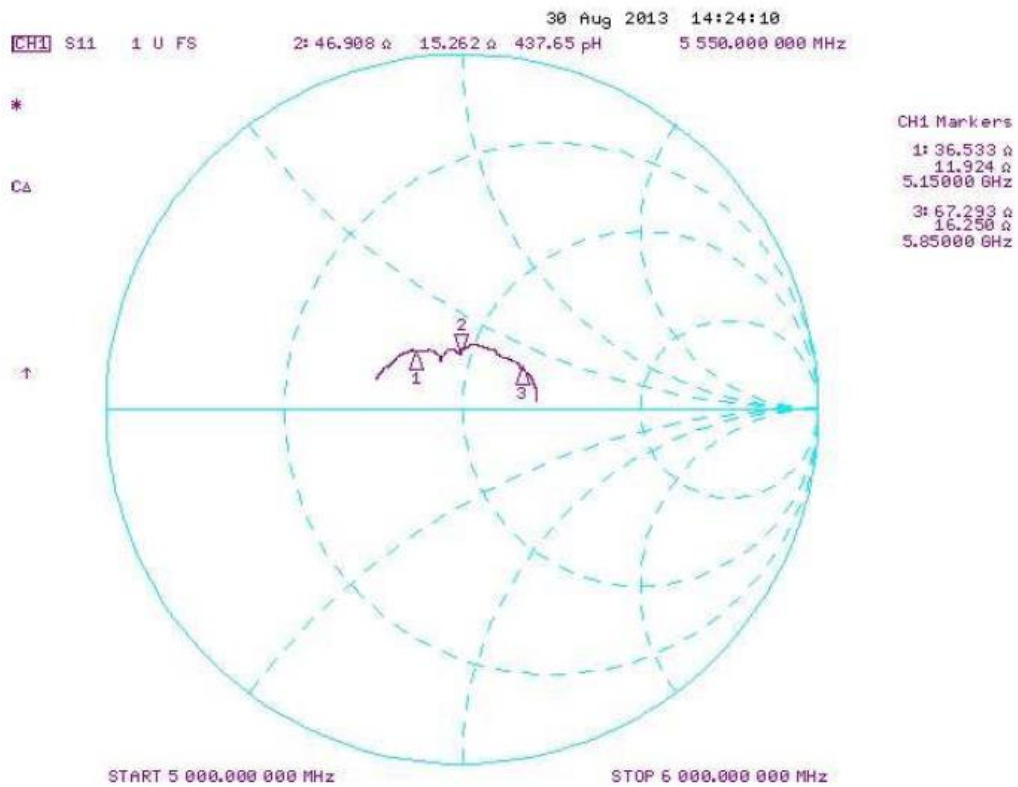 30 Aug 2013 14:24:10
CH1 S11 1 U FS 2: 46.908 Ω 15.262 Ω 437.65 pH 5 550.000 000 MHz
*
CΔ
↑
CH1 Markers
1: 36.533 Ω
11.924 Ω
5.15000 GHz
3: 67.293 Ω
16.250 Ω
5.85000 GHz
2
1
3
START 5 000.000 000 MHz STOP 6 000.000 000 MHz